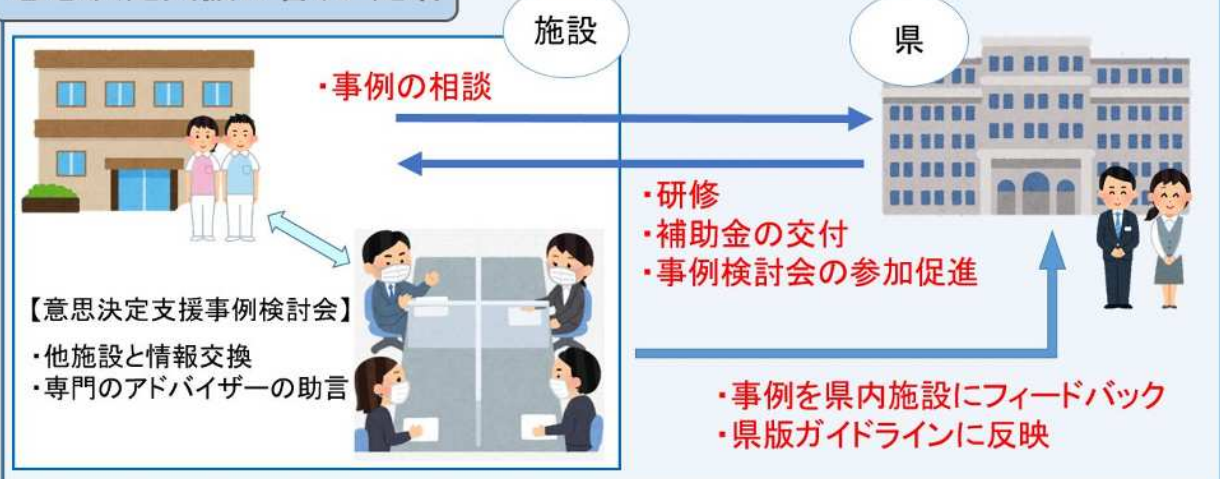 施設
県
・事例の相談
・研修
・補助金の交付
・事例検討会の参加促進
【意思決定支援事例検討会】
・他施設と情報交換
・専門のアドバイザーの助言
・事例を県内施設にフィードバック
・県版ガイドラインに反映